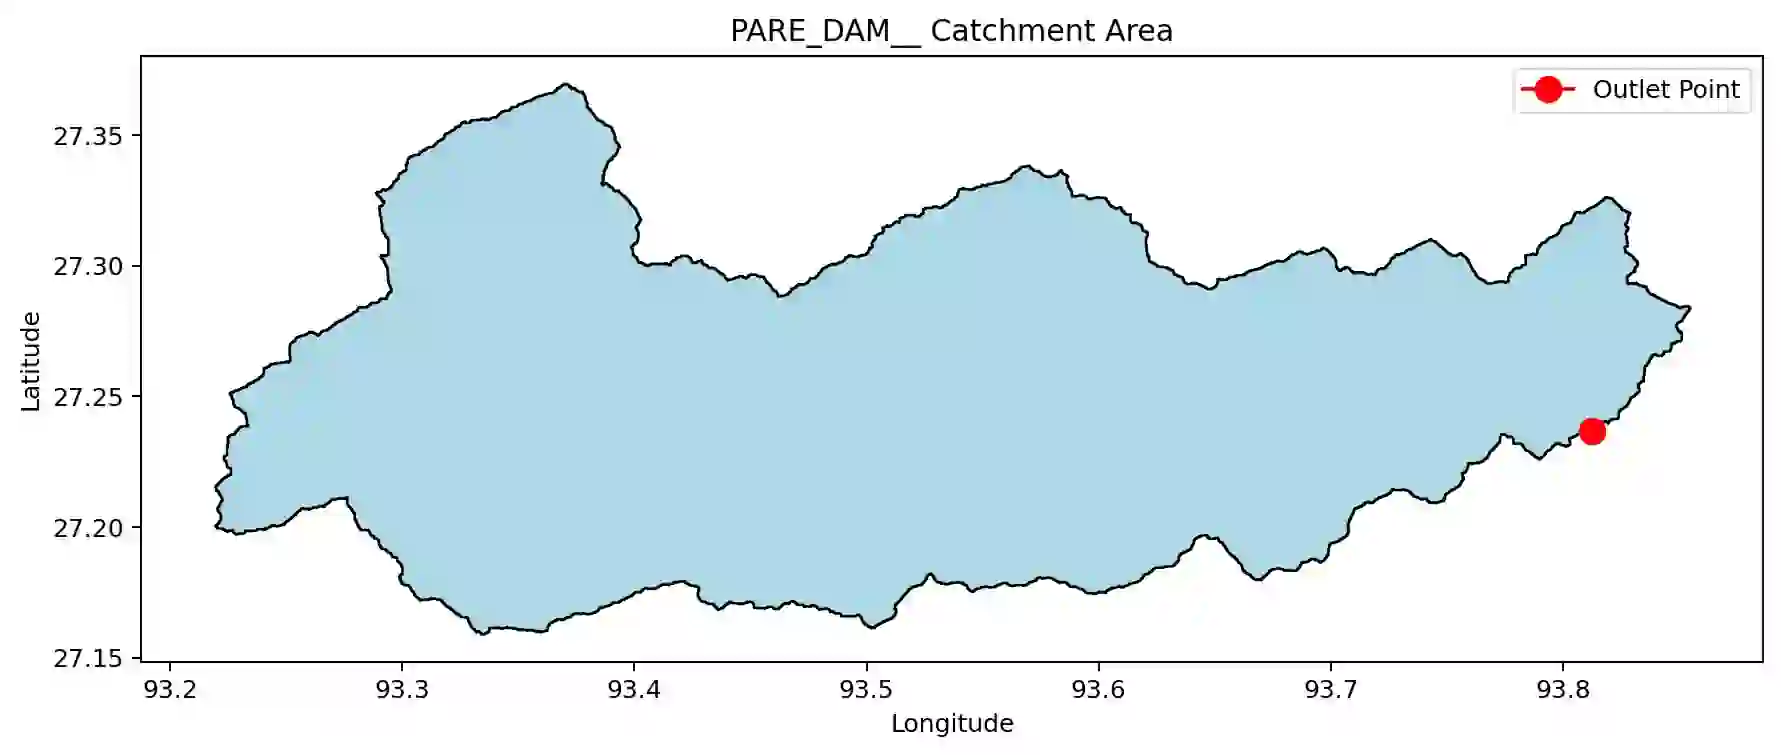 PARE_DAM__ Catchment Area
Outlet Point
27.35
27.30
27.25
27.20
27.15
Latitude
93.2 93.3 93.4 93.5 93.6 93.7 93.8
Longitude